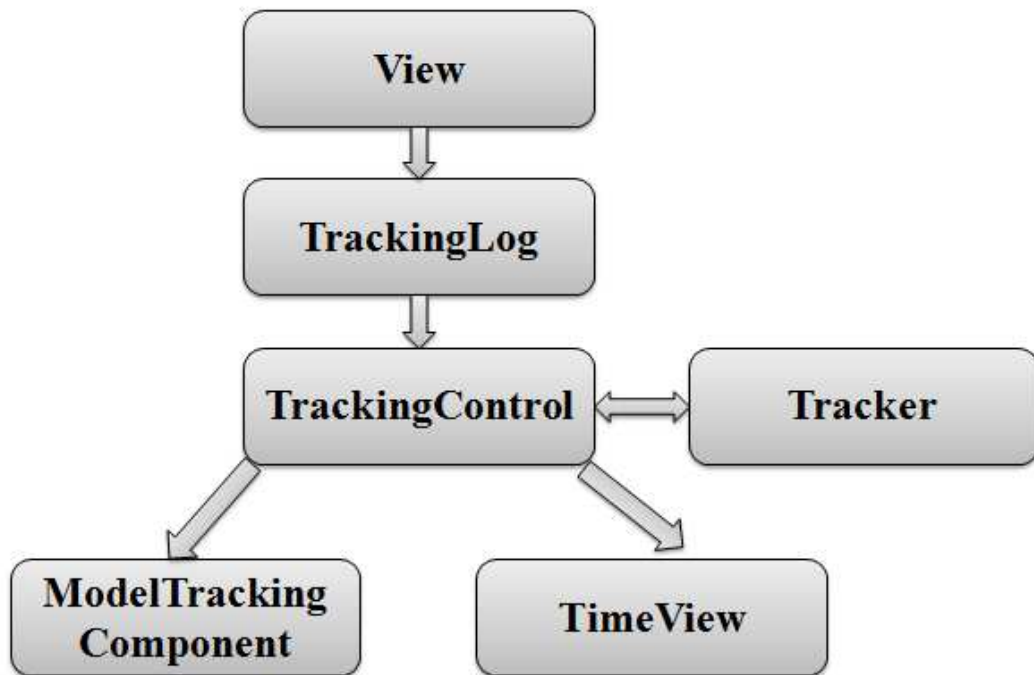 View
TrackingLog
TrackingControl
Tracker
ModelTracking
Component
TimeView